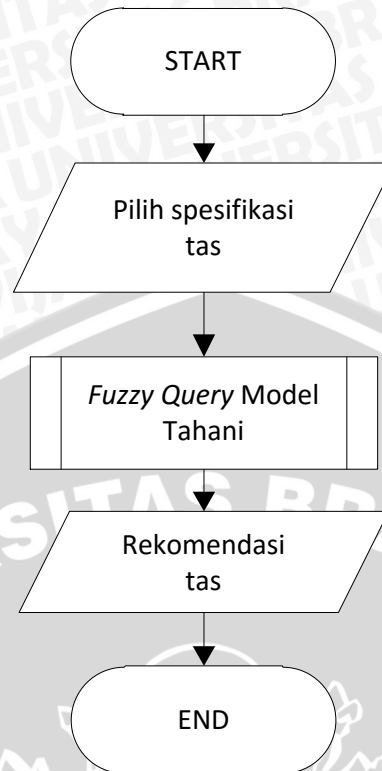 START
Pilih spesifikasi
tas
Fuzzy Query Model
Tahani
Rekomendasi
tas
END